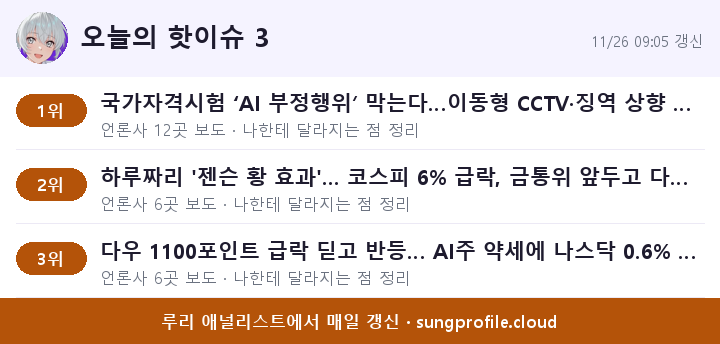 오늘의 핫이슈 3
11/26 09:05 갱신
1위
국가자격시험 ‘AI 부정행위’ 막는다…이동형 CCTV·징역 상향 …
언론사 12곳 보도 · 나한테 달라지는 점 정리
2위
하루짜리 '젠슨 황 효과'… 코스피 6% 급락, 금통위 앞두고 다…
언론사 6곳 보도 · 나한테 달라지는 점 정리
3위
다우 1100포인트 급락 딛고 반등… AI주 약세에 나스닥 0.6% …
언론사 6곳 보도 · 나한테 달라지는 점 정리
루리 애널리스트에서 매일 갱신 · sungprofile.cloud